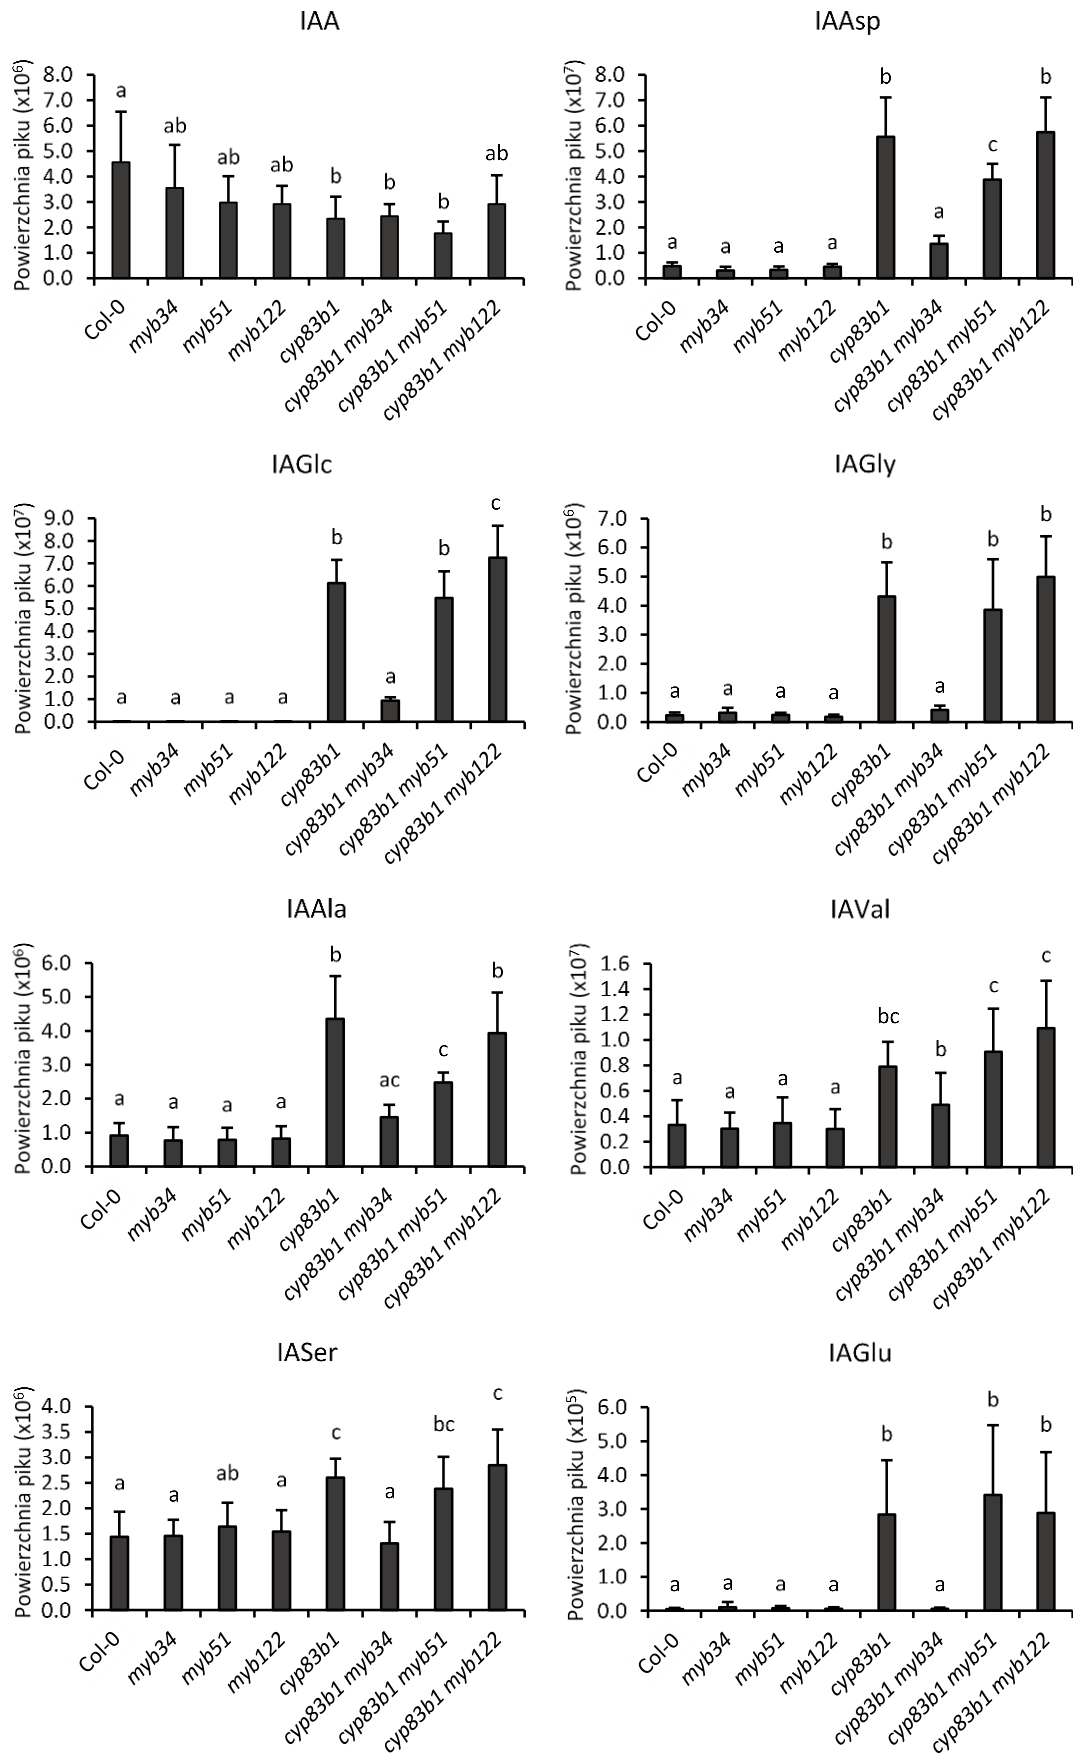 IAA
Powierzchnia piku (x10⁶)
8.0
7.0
6.0
5.0
4.0
3.0
2.0
1.0
0.0
a
ab
ab
ab
b
b
b
ab
Col-0
myb34
myb51
myb122
cyp83b1
cyp83b1 myb34
cyp83b1 myb51
cyp83b1 myb122
IAAsp
Powierzchnia piku (x10⁷)
8.0
7.0
6.0
5.0
4.0
3.0
2.0
1.0
0.0
a
a
a
a
b
a
c
b
Col-0
myb34
myb51
myb122
cyp83b1
cyp83b1 myb34
cyp83b1 myb51
cyp83b1 myb122
IAGlc
Powierzchnia piku (x10⁷)
9.0
8.0
7.0
6.0
5.0
4.0
3.0
2.0
1.0
0.0
a
a
a
a
b
a
b
c
Col-0
myb34
myb51
myb122
cyp83b1
cyp83b1 myb34
cyp83b1 myb51
cyp83b1 myb122
IAGly
Powierzchnia piku (x10⁶)
7.0
6.0
5.0
4.0
3.0
2.0
1.0
0.0
a
a
a
a
b
a
b
b
Col-0
myb34
myb51
myb122
cyp83b1
cyp83b1 myb34
cyp83b1 myb51
cyp83b1 myb122
IAAla
Powierzchnia piku (x10⁶)
6.0
5.0
4.0
3.0
2.0
1.0
0.0
a
a
a
a
b
ac
c
b
Col-0
myb34
myb51
myb122
cyp83b1
cyp83b1 myb34
cyp83b1 myb51
cyp83b1 myb122
IAVal
Powierzchnia piku (x10⁷)
1.6
1.4
1.2
1.0
0.8
0.6
0.4
0.2
0.0
a
a
a
a
bc
b
c
c
Col-0
myb34
myb51
myb122
cyp83b1
cyp83b1 myb34
cyp83b1 myb51
cyp83b1 myb122
IASer
Powierzchnia piku (x10⁶)
4.0
3.5
3.0
2.5
2.0
1.5
1.0
0.5
0.0
a
a
ab
a
c
a
bc
c
Col-0
myb34
myb51
myb122
cyp83b1
cyp83b1 myb34
cyp83b1 myb51
cyp83b1 myb122
IAGlu
Powierzchnia piku (x10⁵)
6.0
5.0
4.0
3.0
2.0
1.0
0.0
a
a
a
a
b
a
b
b
Col-0
myb34
myb51
myb122
cyp83b1
cyp83b1 myb34
cyp83b1 myb51
cyp83b1 myb122